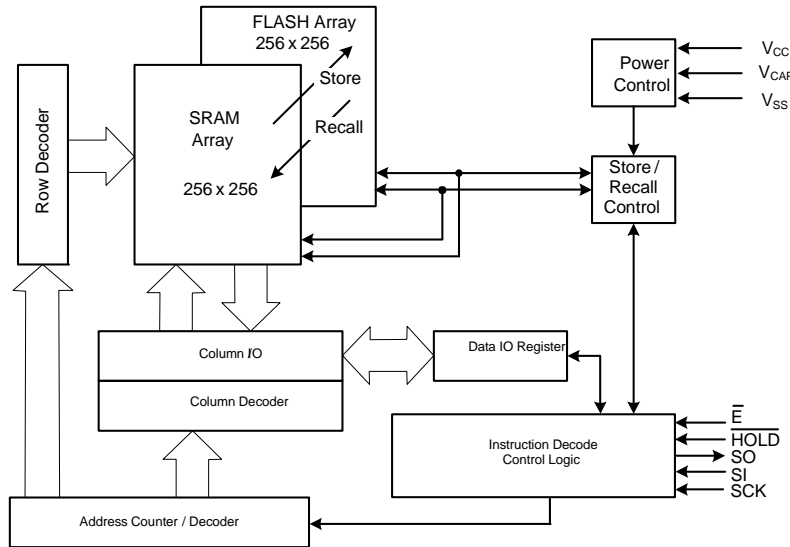 FLASH Array
256 x 256
Store
Recall
SRAM
Array
256 x 256
Row Decoder
Power
Control
VCC
VCAP
VSS
Store /
Recall
Control
Column I/O
Column Decoder
Data IO Register
Instruction Decode
Control Logic
E
HOLD
SO
SI
SCK
Address Counter / Decoder